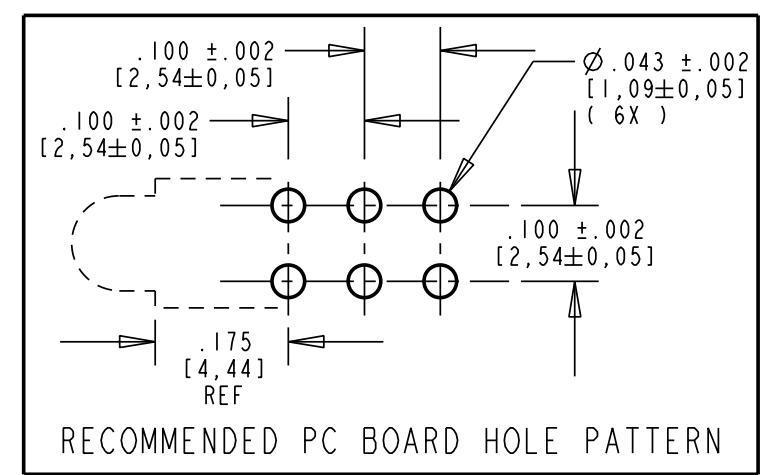 .100 ±.002
[2,54±0,05]
Ø.043 ±.002
[1,09±0,05]
( 6X )
.100 ±.002
[2,54±0,05]
.100 ±.002
[2,54±0,05]
.175
[4,44]
REF
RECOMMENDED PC BOARD HOLE PATTERN